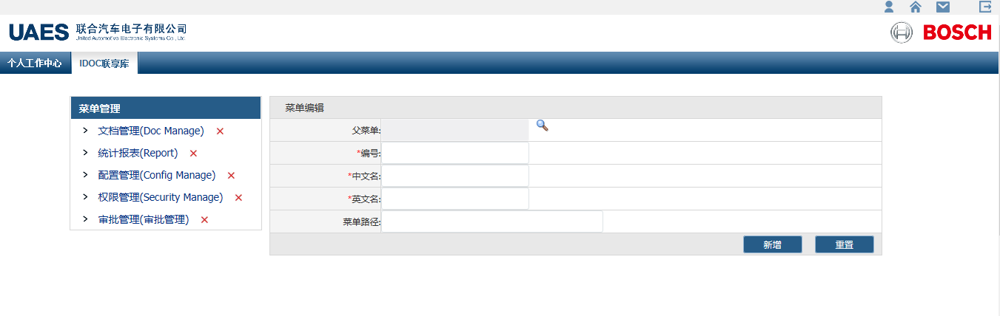 UAES 联合汽车电子有限公司
United Automotive Electronic Systems Co., Ltd.
BOSCH
个人工作中心
IDOC联享库
菜单管理
文档管理(Doc Manage)
统计报表(Report)
配置管理(Config Manage)
权限管理(Security Manage)
审批管理(审批管理)
菜单编辑
父菜单:
*编号:
*中文名:
*英文名:
菜单路径:
新增
重置